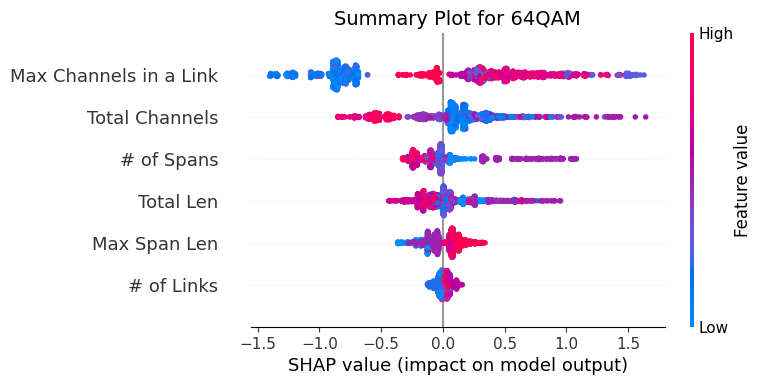 Summary Plot for 64QAM
High
Max Channels in a Link
Total Channels
# of Spans
Total Len
Max Span Len
# of Links
Feature value
Low
−1.5 −1.0 −0.5 0.0 0.5 1.0 1.5
SHAP value (impact on model output)